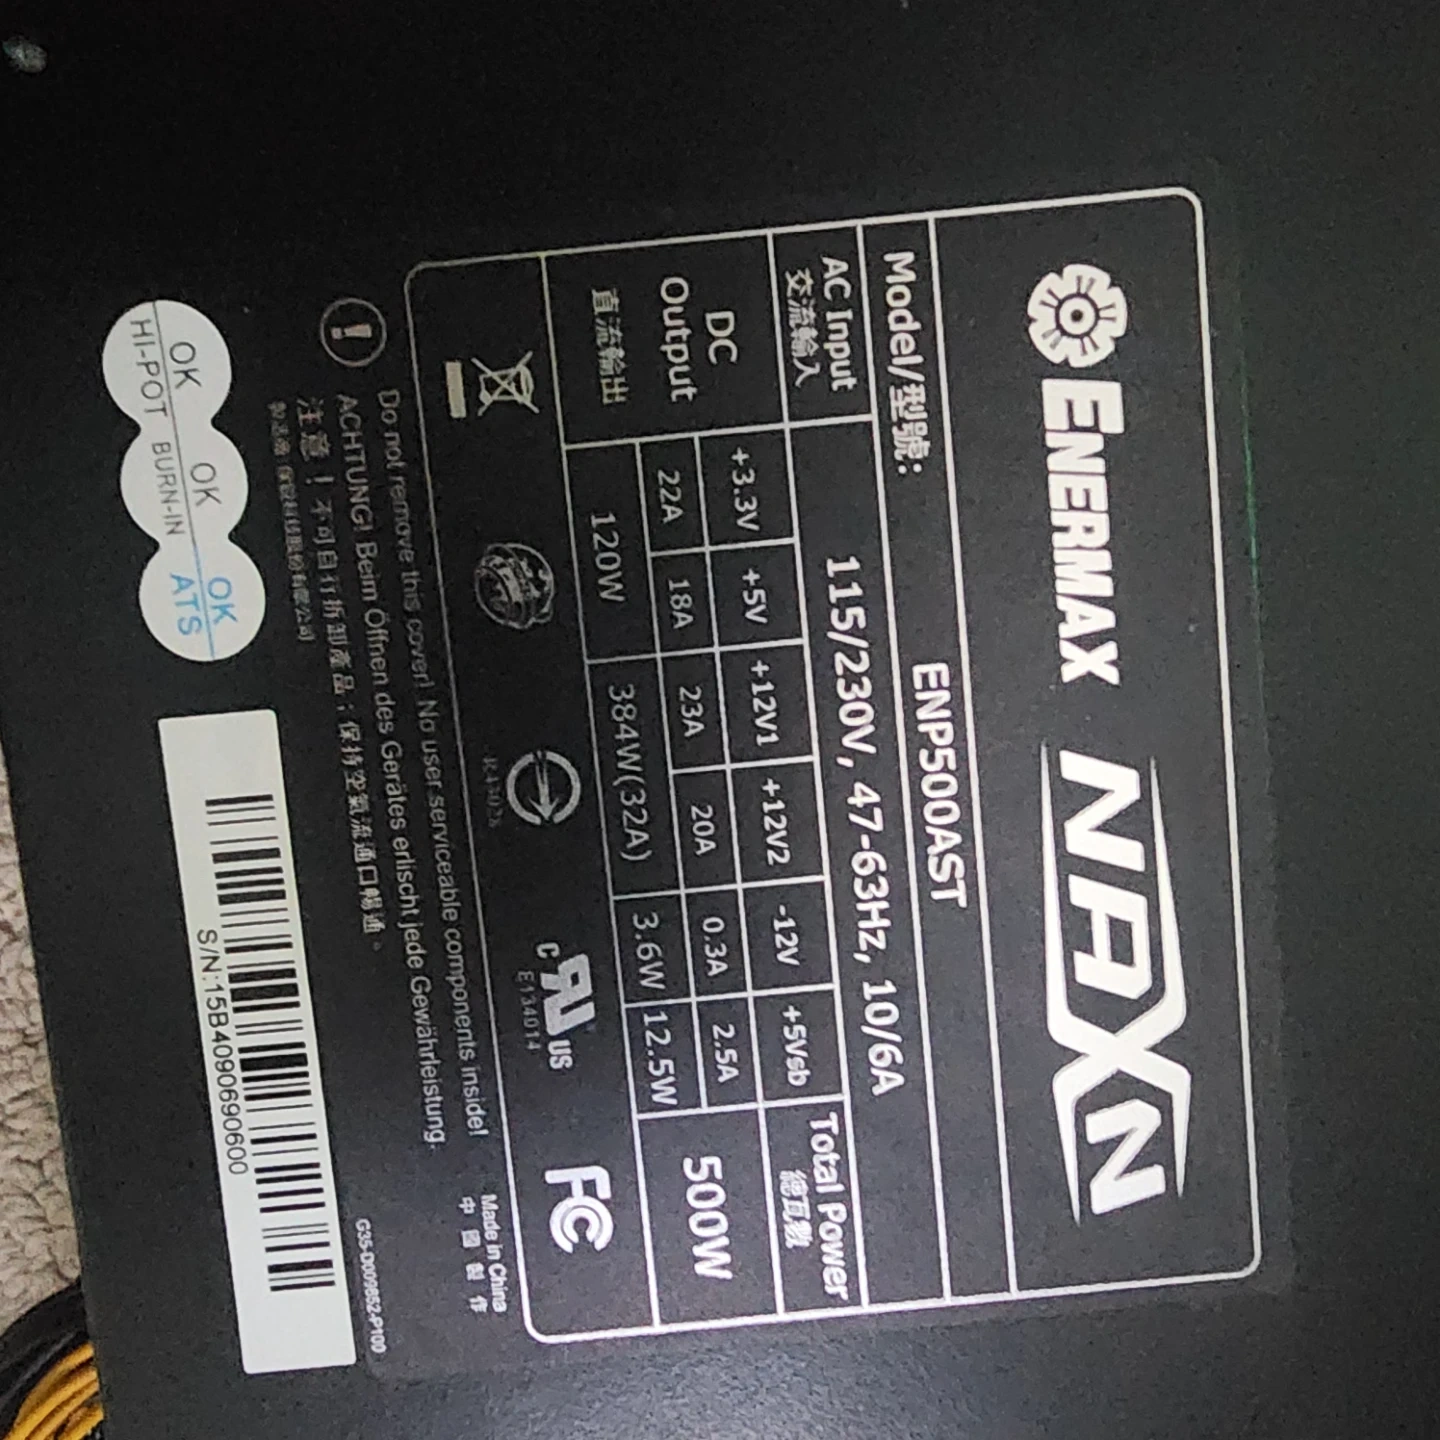 ENERMAX NAXN
Model/型號: ENP500AST
AC Input 115/230V, 47-63Hz, 10/6A
交流輸入
DC Output +3.3V +5V +12V1 +12V2 -12V +5Vsb Total Power
直流輸出 總瓦數
22A 18A 23A 20A 0.3A 2.5A 500W
120W 384W(32A) 3.6W 12.5W
R43028
c UL US
E134014
FC
Made in China
中國製作
Do not remove this cover! No user serviceable components inside!
ACHTUNG! Beim Öffnen des Gerätes erlischt jede Gewährleistung.
注意！不可自行拆卸產品；保持空氣流通口暢通。
G35-D009652-P100
OK OK OK
HI-POT BURN-IN ATS
S/N:15B409090690600